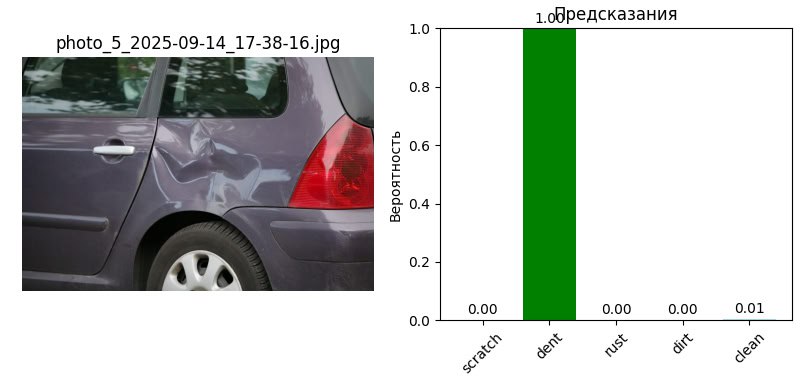 photo_5_2025-09-14_17-38-16.jpg
Предсказания
1.00
1.0
0.8
0.6
0.4
0.2
0.0
Вероятность
0.00
0.00
0.00
0.01
scratch
dent
rust
dirt
clean